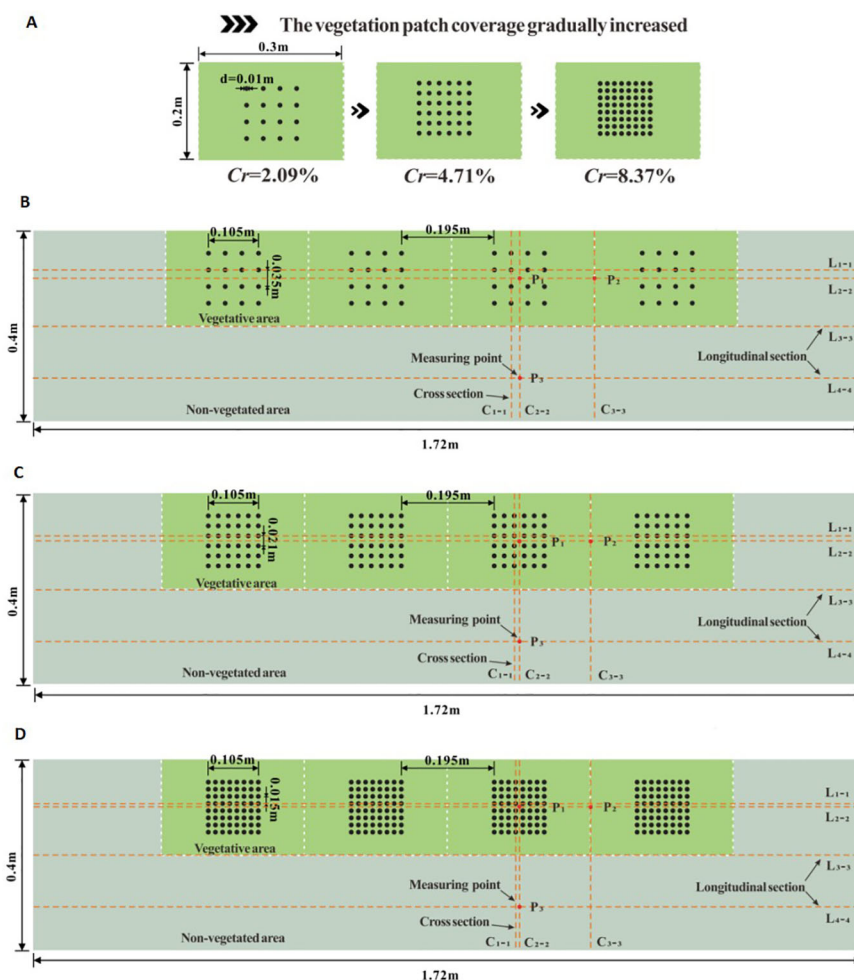 A
The vegetation patch coverage gradually increased
0.3m
d=0.01m
0.2m
Cr=2.09%
Cr=4.71%
Cr=8.37%
B
0.105m
0.195m
0.035m
P₁
P₂
L₁₋₁
L₂₋₂
Vegetative area
L₃₋₃
0.4m
Measuring point
P₃
Longitudinal section
Cross section
L₄₋₄
Non-vegetated area
C₁₋₁ C₂₋₂
C₃₋₃
1.72m
C
0.105m
0.195m
0.021m
L₁₋₁
P₁
P₂
L₂₋₂
Vegetative area
L₃₋₃
0.4m
Measuring point
Longitudinal section
P₃
L₄₋₄
Cross section
Non-vegetated area
C₁₋₁ C₂₋₂
C₃₋₃
1.72m
D
0.105m
0.195m
0.015m
L₁₋₁
P₁
P₂
L₂₋₂
Vegetative area
L₃₋₃
0.4m
Measuring point
Longitudinal section
P₃
L₄₋₄
Cross section
Non-vegetated area
C₁₋₁ C₂₋₂
C₃₋₃
1.72m